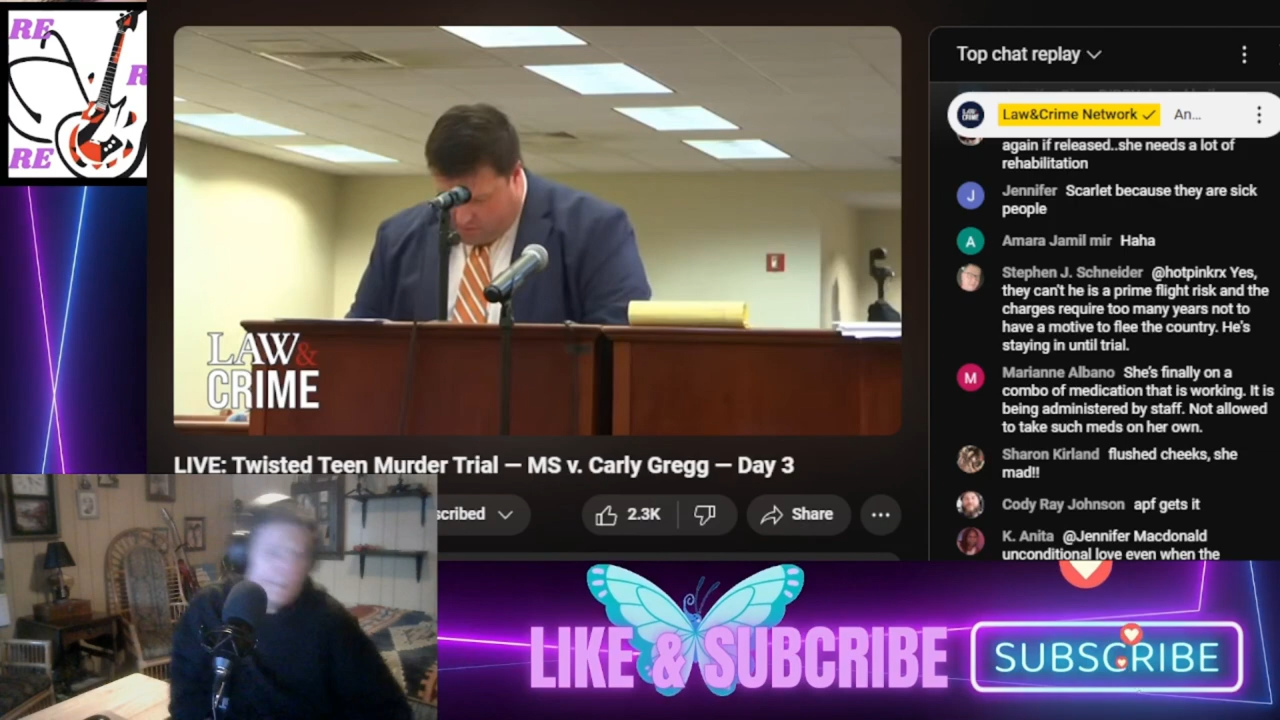 RE
R
RE
LAW&
CRIME
LIVE: Twisted Teen Murder Trial — MS v. Carly Gregg — Day 3
scribed
2.3K
Share
Top chat replay
Law&Crime Network
An...
again if released..she needs a lot of
rehabilitation
J
Jennifer Scarlet because they are sick
people
A
Amara Jamil mir Haha
Stephen J. Schneider @hotpinkrx Yes,
they can't he is a prime flight risk and the
charges require too many years not to
have a motive to flee the country. He's
staying in until trial.
M
Marianne Albano She's finally on a
combo of medication that is working. It is
being administered by staff. Not allowed
to take such meds on her own.
Sharon Kirland flushed cheeks, she
mad!!
Cody Ray Johnson apf gets it
K. Anita @Jennifer Macdonald
unconditional love even when the
LIKE & SUBCRIBE
SUBSCRIBE